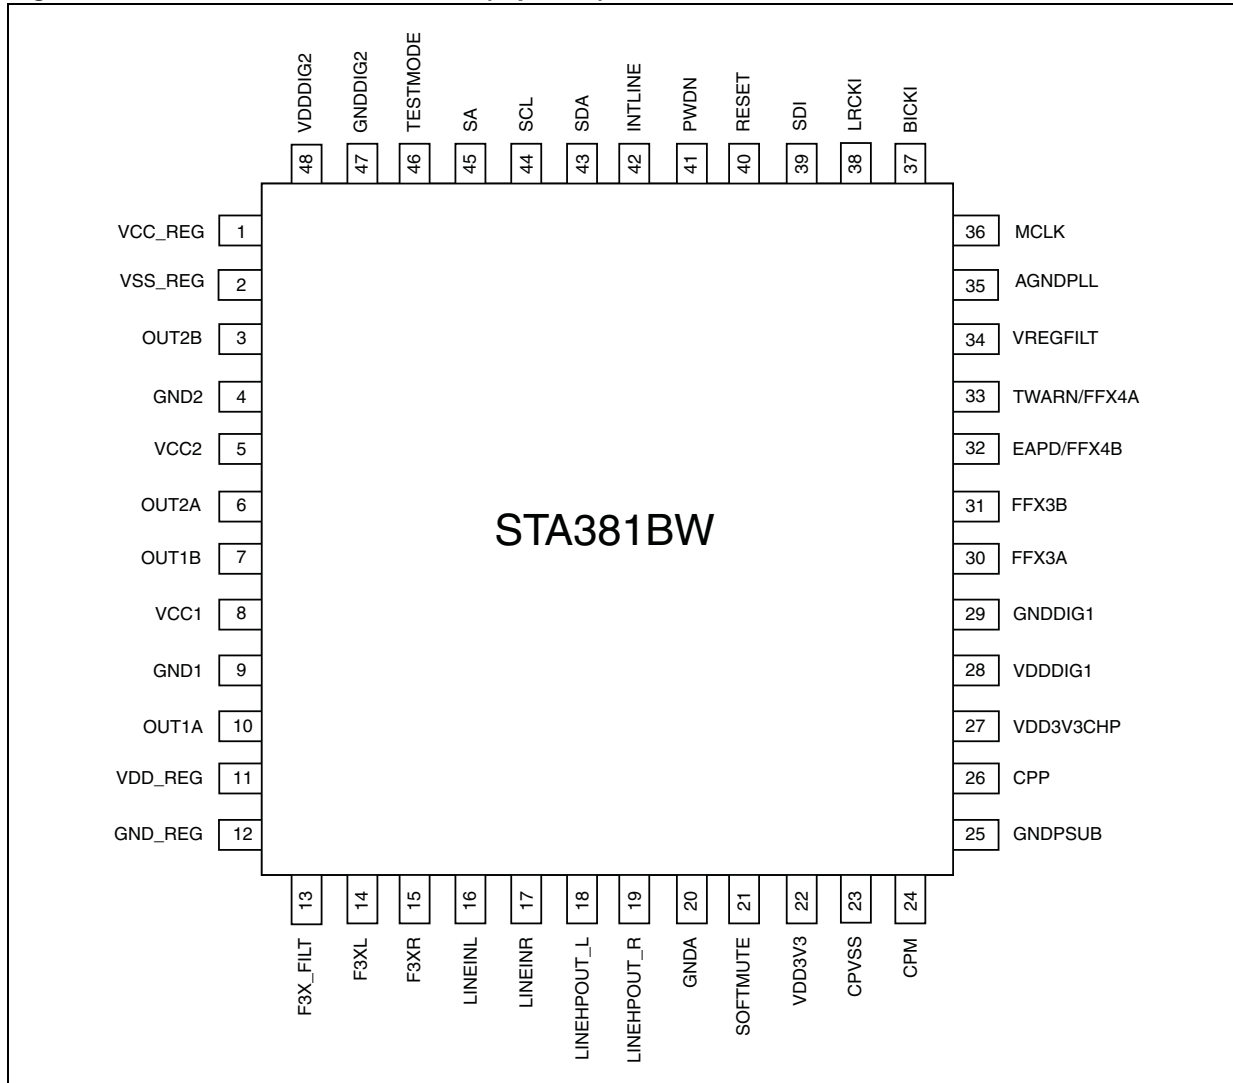 VDDDIG2
GNDDIG2
TESTMODE
SA
SCL
SDA
INTLINE
PWDN
RESET
SDI
LRCKI
BICKI
48
47
46
45
44
43
42
41
40
39
38
37
VCC_REG 1
VSS_REG 2
OUT2B 3
GND2 4
VCC2 5
OUT2A 6
OUT1B 7
VCC1 8
GND1 9
OUT1A 10
VDD_REG 11
GND_REG 12
STA381BW
36 MCLK
35 AGNDPLL
34 VREGFILT
33 TWARN/FFX4A
32 EAPD/FFX4B
31 FFX3B
30 FFX3A
29 GNDDIG1
28 VDDDIG1
27 VDD3V3CHP
26 CPP
25 GNDPSUB
13
14
15
16
17
18
19
20
21
22
23
24
F3X_FILT
F3XL
F3XR
LINEINL
LINEINR
LINEHPOUT_L
LINEHPOUT_R
GNDA
SOFTMUTE
VDD3V3
CPVSS
CPM